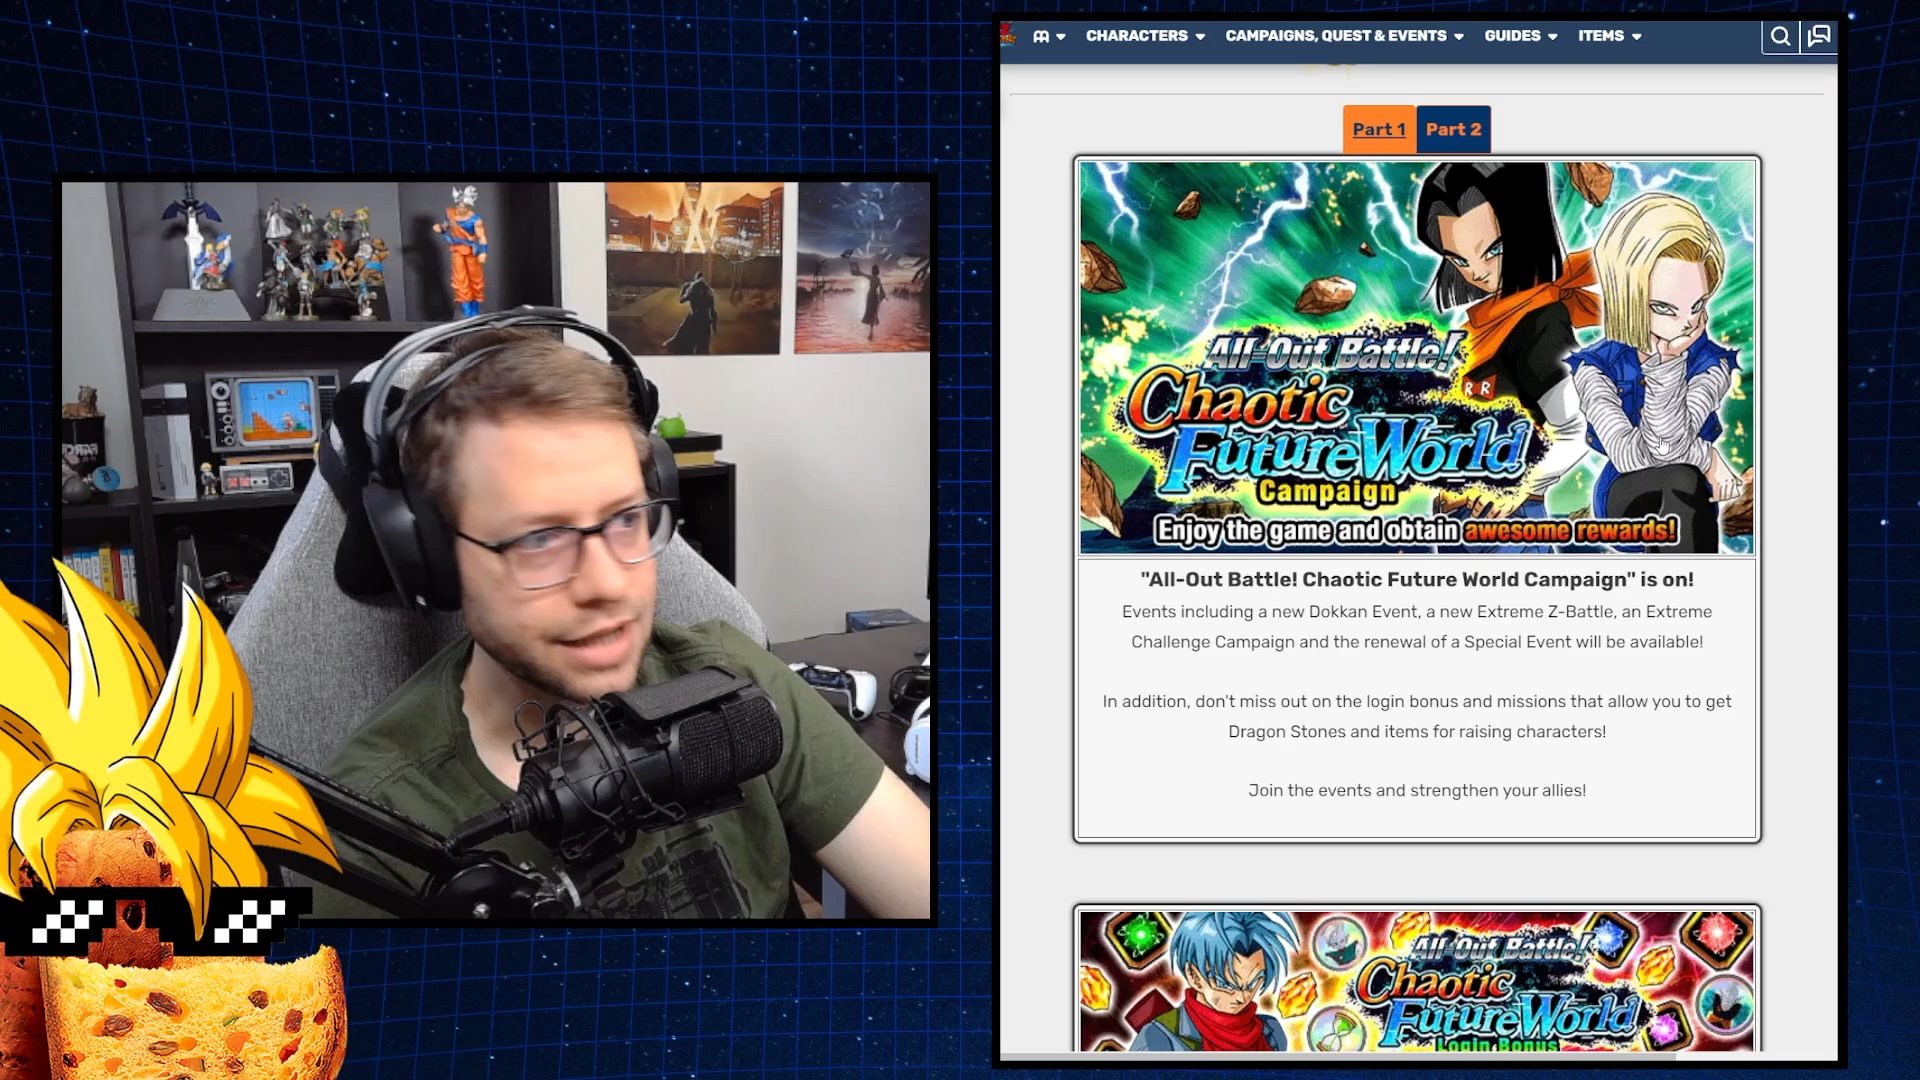 CHARACTERS
CAMPAIGNS, QUEST & EVENTS
GUIDES
ITEMS
Part 1
Part 2
All-Out Battle!
Chaotic
Future World
Campaign
Enjoy the game and obtain awesome rewards!
R R
"All-Out Battle! Chaotic Future World Campaign" is on!
Events including a new Dokkan Event, a new Extreme Z-Battle, an Extreme
Challenge Campaign and the renewal of a Special Event will be available!
In addition, don't miss out on the login bonus and missions that allow you to get
Dragon Stones and items for raising characters!
Join the events and strengthen your allies!
All-Out Battle!
Chaotic
Future World
Login Bonus